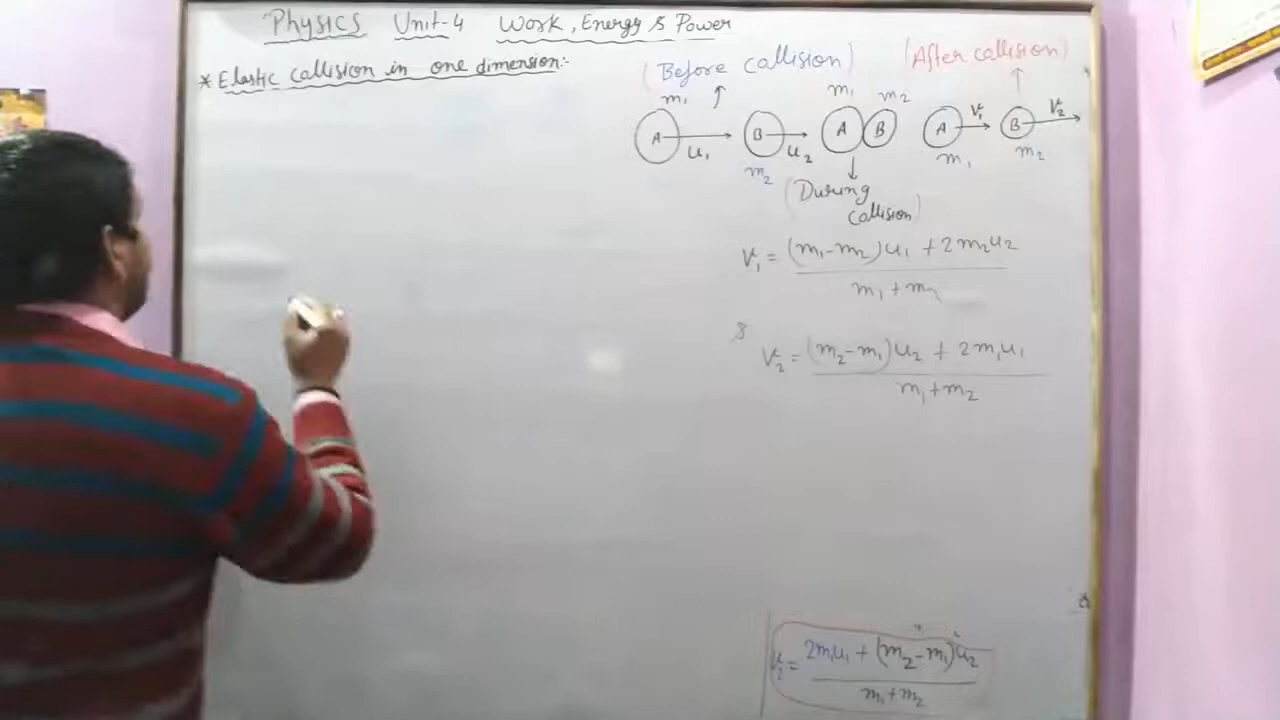 Physics Unit-4 Work, Energy & Power
* Elastic Collision in one dimension:-
(Before collision)
(After collision)
m₁
m₁ m₂
A u₁ B u₂
A B
A v₁ B v₂
m₂
m₁ m₂
(During
collision)
v₁ = (m₁-m₂)u₁ + 2m₂u₂
m₁+m₂
&
v₂ = (m₂-m₁)u₂ + 2m₁u₁
m₁+m₂
v₂ = 2m₁u₁ + (m₂-m₁)u₂
m₁+m₂